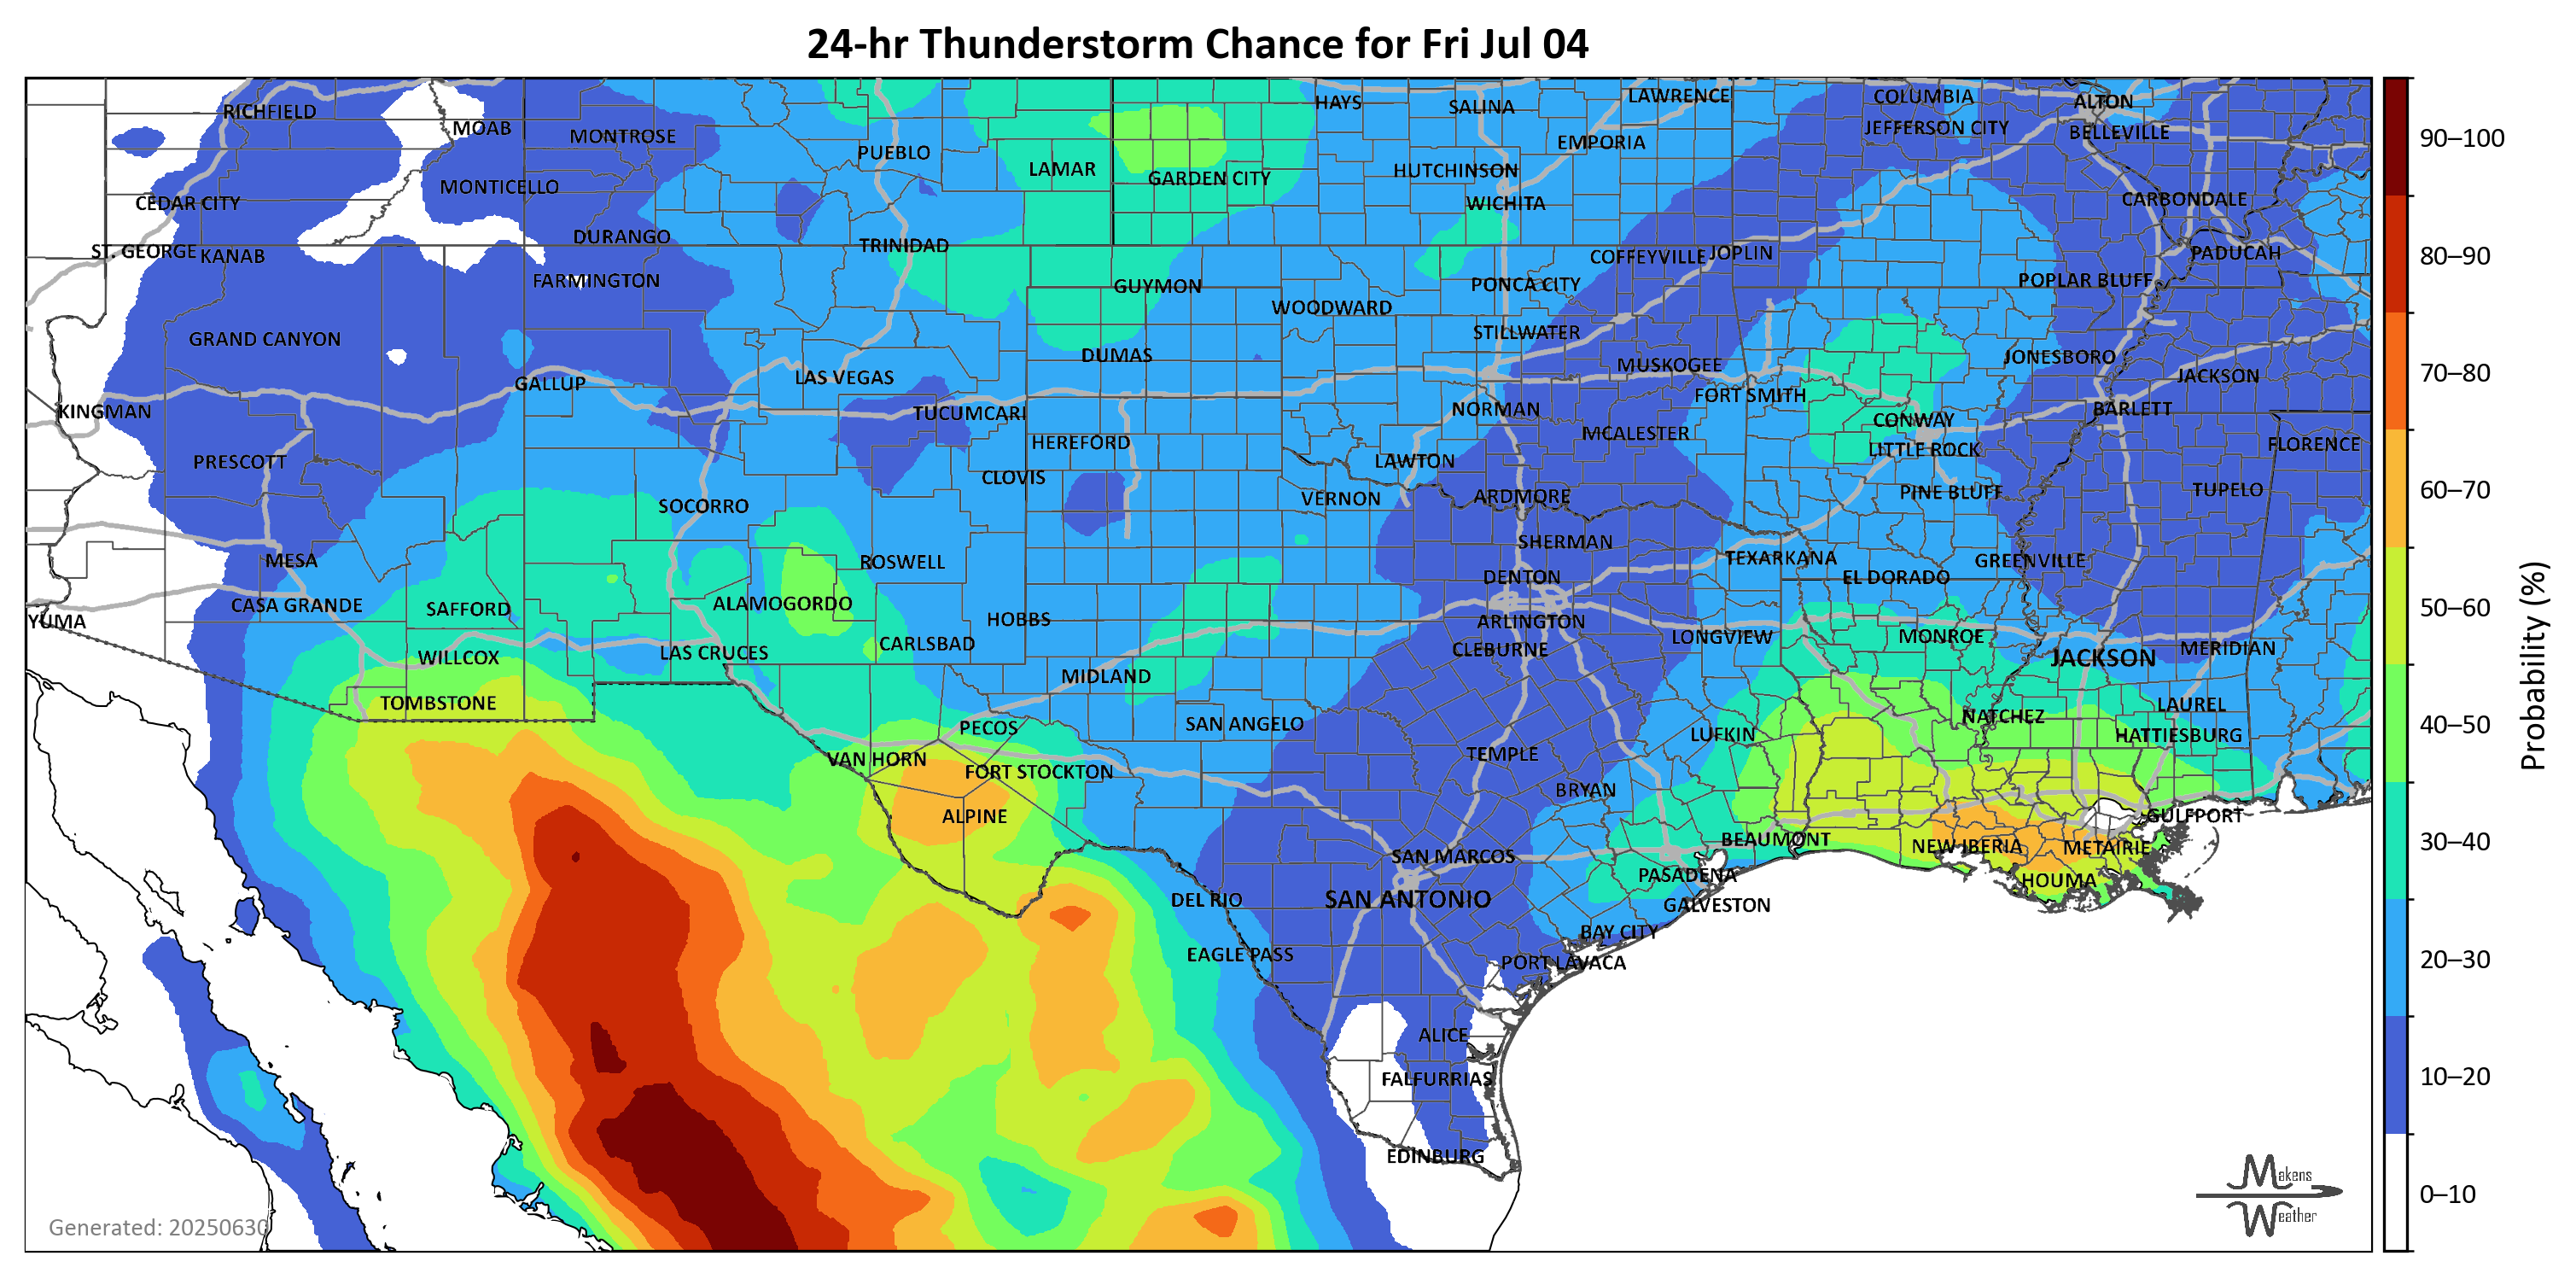 24-hr Thunderstorm Chance for Fri Jul 04
RICHFIELD
MOAB
MONTROSE
PUEBLO
LAMAR
GARDEN CITY
HAYS
SALINA
LAWRENCE
EMPORIA
HUTCHINSON
WICHITA
COLUMBIA
JEFFERSON CITY
ALTON
BELLEVILLE
CARBONDALE
CEDAR CITY
MONTICELLO
ST. GEORGE
KANAB
DURANGO
TRINIDAD
COFFEYVILLE
JOPLIN
PADUCAH
FARMINGTON
GUYMON
WOODWARD
PONCA CITY
POPLAR BLUFF
GRAND CANYON
DUMAS
STILLWATER
MUSKOGEE
JONESBORO
JACKSON
GALLUP
LAS VEGAS
FORT SMITH
KINGMAN
TUCUMCARI
HEREFORD
NORMAN
MCALESTER
CONWAY
LITTLE ROCK
BARLETT
FLORENCE
PRESCOTT
CLOVIS
LAWTON
VERNON
ARDMORE
PINE BLUFF
TUPELO
SOCORRO
MESA
ROSWELL
SHERMAN
TEXARKANA
GREENVILLE
DENTON
EL DORADO
CASA GRANDE
SAFFORD
ALAMOGORDO
HOBBS
ARLINGTON
YUMA
WILLCOX
LAS CRUCES
CARLSBAD
CLEBURNE
LONGVIEW
MONROE
JACKSON
MERIDIAN
MIDLAND
TOMBSTONE
PECOS
SAN ANGELO
LUFKIN
NATCHEZ
LAUREL
HATTIESBURG
VAN HORN
FORT STOCKTON
TEMPLE
BRYAN
ALPINE
GULFPORT
BEAUMONT
NEW IBERIA
METAIRIE
SAN MARCOS
PASADENA
HOUMA
DEL RIO
SAN ANTONIO
GALVESTON
BAY CITY
EAGLE PASS
PORT LAVACA
ALICE
FALFURRIAS
EDINBURG
Generated: 20250630
Makens
Weather
90–100
80–90
70–80
60–70
50–60
40–50
30–40
20–30
10–20
0–10
Probability (%)